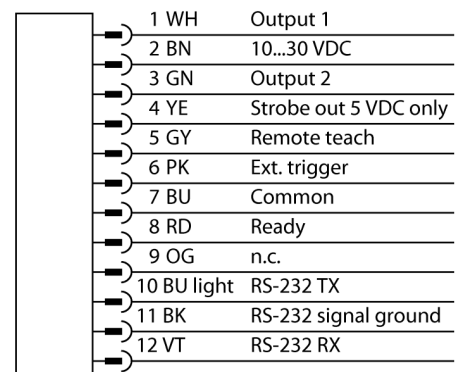 1 WH Output 1
2 BN 10...30 VDC
3 GN Output 2
4 YE Strobe out 5 VDC only
5 GY Remote teach
6 PK Ext. trigger
7 BU Common
8 RD Ready
9 OG n.c.
10 BU light RS-232 TX
11 BK RS-232 signal ground
12 VT RS-232 RX